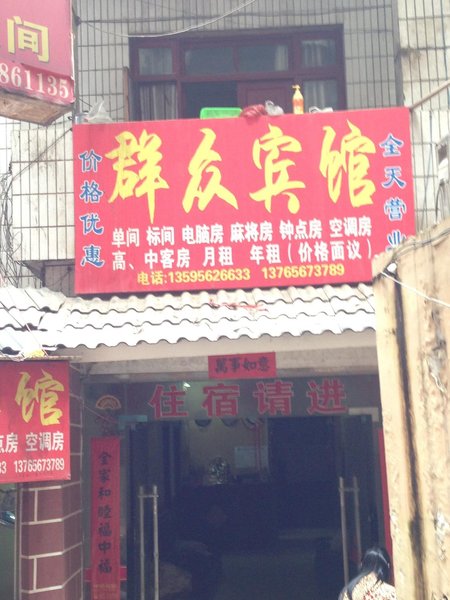 间
861135
价格优惠
群众宾馆
全天营业
单间 标间 电脑房 麻将房 钟点房 空调房
高、中客房 月租 年租（价格面议）
电话:13595626633 13765673789
萬事如意
住宿请进
馆
点房 空调房
33 13765673789
全家和睦福中福